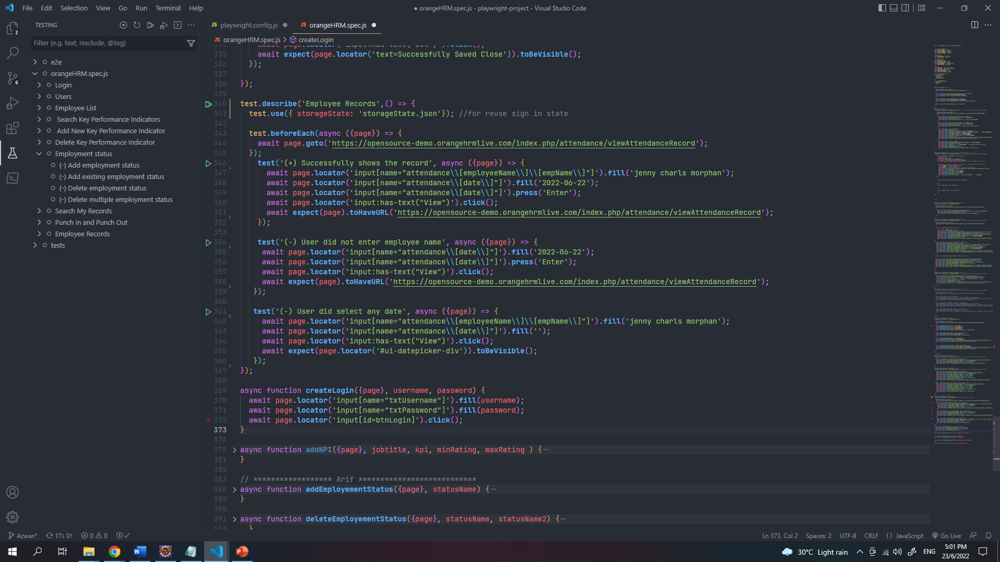 File Edit Selection View Go Run Terminal Help
● orangeHRM.spec.js - playwright-project - Visual Studio Code
TESTING
JS playwright.config.js
JS orangeHRM.spec.js
Filter (e.g. text, !exclude, @tag)
JS orangeHRM.spec.js > createLogin
2
6
e2e
orangeHRM.spec.js
Login
Users
Employee List
Search Key Performance Indicators
Add New Key Performance Indicator
Delete Key Performance Indicator
Employment status
(-) Add employment status
(-) Add existing employment status
(-) Delete employment status
(-) Delete multiple employment status
Search My Records
Punch In and Punch Out
Employee Records
tests
335 await expect(page.locator('text=Successfully Saved Close')).toBeVisible();
336 });
337
338 });
339
340 test.describe('Employee Records',() => {
341 test.use({ storageState: 'storageState.json'}); //for reuse sign in state
342
343 test.beforeEach(async ({page}) => {
344 await page.goto('https://opensource-demo.orangehrmlive.com/index.php/attendance/viewAttendanceRecord');
345 });
346 test('(+) Successfully shows the record', async ({page}) => {
347 await page.locator('input[name="attendance\\[employeeName\\]\\[empName\\]"]').fill('jenny charls morphan');
348 await page.locator('input[name="attendance\\[date\\]"]').fill('2022-06-22');
349 await page.locator('input[name="attendance\\[date\\]"]').press('Enter');
350 await page.locator('input:has-text("View")').click();
351 await expect(page).toHaveURL('https://opensource-demo.orangehrmlive.com/index.php/attendance/viewAttendanceRecord');
352 });
353
354 test('(-) User did not enter employee name', async ({page}) => {
355 await page.locator('input[name="attendance\\[date\\]"]').fill('2022-06-22');
356 await page.locator('input[name="attendance\\[date\\]"]').press('Enter');
357 await page.locator('input:has-text("View")').click();
358 await expect(page).toHaveURL('https://opensource-demo.orangehrmlive.com/index.php/attendance/viewAttendanceRecord');
359 });
360
361 test('(-) User did select any date', async ({page}) => {
362 await page.locator('input[name="attendance\\[employeeName\\]\\[empName\\]"]').fill('jenny charls morphan');
363 await page.locator('input[name="attendance\\[date\\]"]').fill('');
364 await page.locator('input:has-text("View")').click();
365 await expect(page.locator('#ui-datepicker-div')).toBeVisible();
366 });
367 });
368
369 async function createLogin({page}, username, password) {
370 await page.locator('input[name="txtUsername"]').fill(username);
371 await page.locator('input[name="txtPassword"]').fill(password);
372 await page.locator('input[id=btnLogin]').click();
373 }
374
375 async function addKPI({page}, jobtitle, kpi, minRating, maxRating ) {⋯
381 }
382
383 // ****************** Arif ***************************
384 async function addEmployementStatus({page}, statusName) {⋯
389 }
390
391 async function deleteEmployementStatus({page}, statusName, statusName2) {⋯
403 }
Azwan* 17↓ 0↑ 0 0
Ln 373, Col 2 Spaces: 2 UTF-8 CRLF {} JavaScript Go Live
30°C Light rain ENG
5:01 PM
23/6/2022